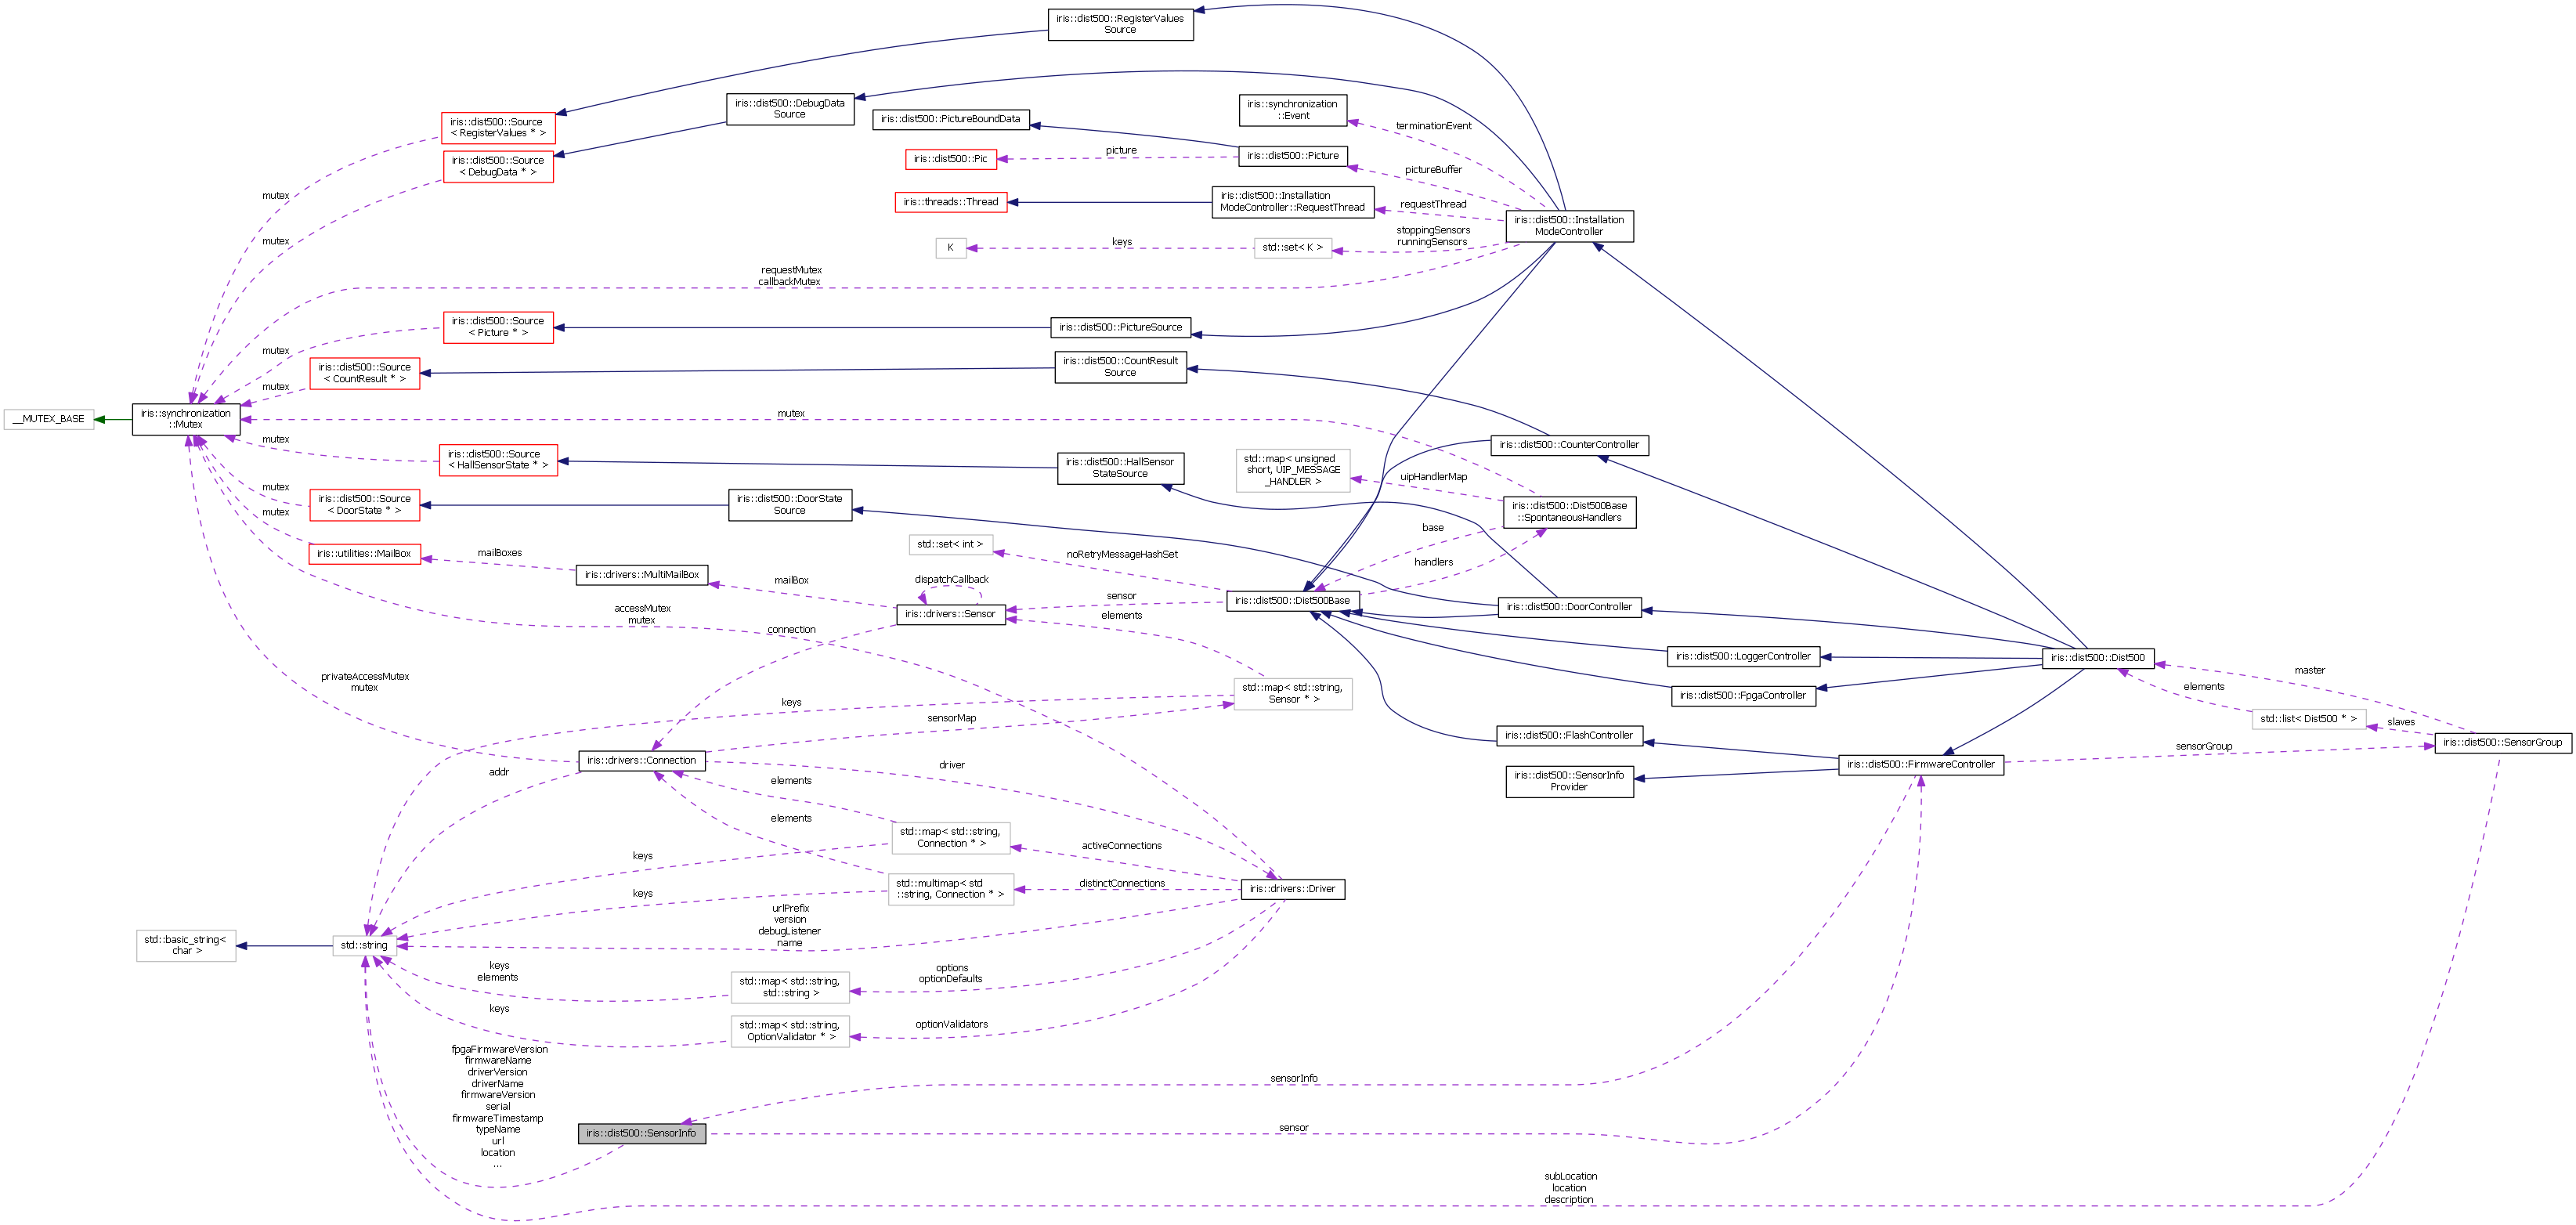 iris::dist500::RegisterValues
Source
iris::dist500::DebugData
Source
iris::dist500::Source
< RegisterValues * >
iris::dist500::Source
< DebugData * >
iris::dist500::PictureBoundData
iris::synchronization
::Event
terminationEvent
iris::dist500::Pic
picture
iris::dist500::Picture
pictureBuffer
iris::threads::Thread
iris::dist500::Installation
ModeController::RequestThread
requestThread
iris::dist500::Installation
ModeController
K
keys
std::set< K >
stoppingSensors
runningSensors
mutex
mutex
requestMutex
callbackMutex
iris::dist500::Source
< Picture * >
iris::dist500::PictureSource
mutex
iris::dist500::Source
< CountResult * >
iris::dist500::CountResult
Source
mutex
__MUTEX_BASE
iris::synchronization
::Mutex
mutex
mutex
iris::dist500::Source
< HallSensorState * >
iris::dist500::HallSensor
StateSource
std::map< unsigned
short, UIP_MESSAGE
_HANDLER >
uipHandlerMap
iris::dist500::CounterController
iris::dist500::Dist500Base
::SpontaneousHandlers
mutex
iris::dist500::Source
< DoorState * >
iris::dist500::DoorState
Source
mutex
iris::utilities::MailBox
mailBoxes
iris::drivers::MultiMailBox
mailBox
std::set< int >
noRetryMessageHashSet
base
handlers
dispatchCallback
iris::drivers::Sensor
sensor
iris::dist500::Dist500Base
iris::dist500::DoorController
accessMutex
mutex
connection
elements
iris::dist500::LoggerController
iris::dist500::Dist500
master
privateAccessMutex
mutex
keys
sensorMap
std::map< std::string,
Sensor * >
iris::dist500::FpgaController
elements
std::list< Dist500 * >
slaves
iris::dist500::SensorGroup
iris::dist500::FlashController
sensorGroup
addr
iris::drivers::Connection
driver
elements
iris::dist500::SensorInfo
Provider
iris::dist500::FirmwareController
elements
std::map< std::string,
Connection * >
activeConnections
keys
keys
std::multimap< std
::string, Connection * >
distinctConnections
iris::drivers::Driver
std::basic_string<
char >
std::string
urlPrefix
version
debugListener
name
keys
elements
std::map< std::string,
std::string >
options
optionDefaults
keys
std::map< std::string,
OptionValidator * >
optionValidators
fpgaFirmwareVersion
firmwareName
driverVersion
driverName
firmwareVersion
serial
firmwareTimestamp
typeName
url
location
...
iris::dist500::SensorInfo
sensorInfo
sensor
subLocation
location
description